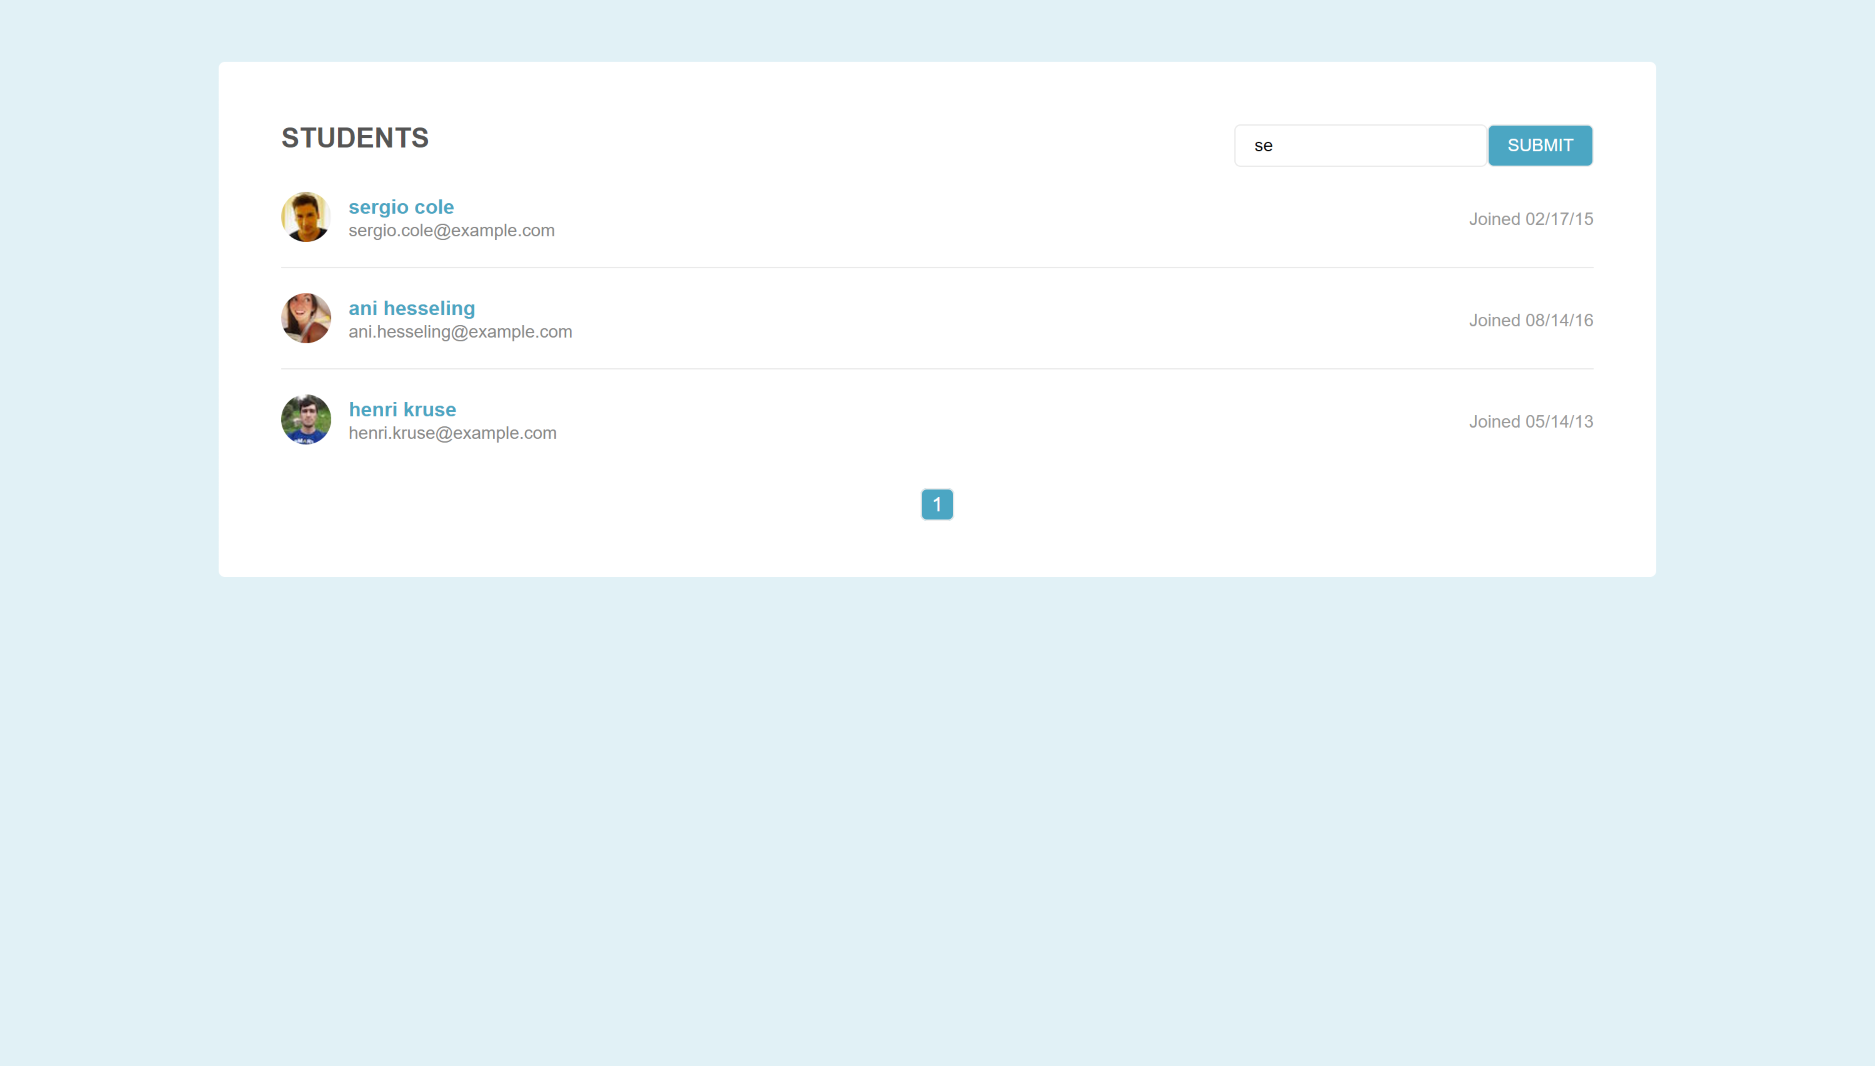 STUDENTS
se
SUBMIT
sergio cole
sergio.cole@example.com
Joined 02/17/15
ani hesseling
ani.hesseling@example.com
Joined 08/14/16
henri kruse
henri.kruse@example.com
Joined 05/14/13
1